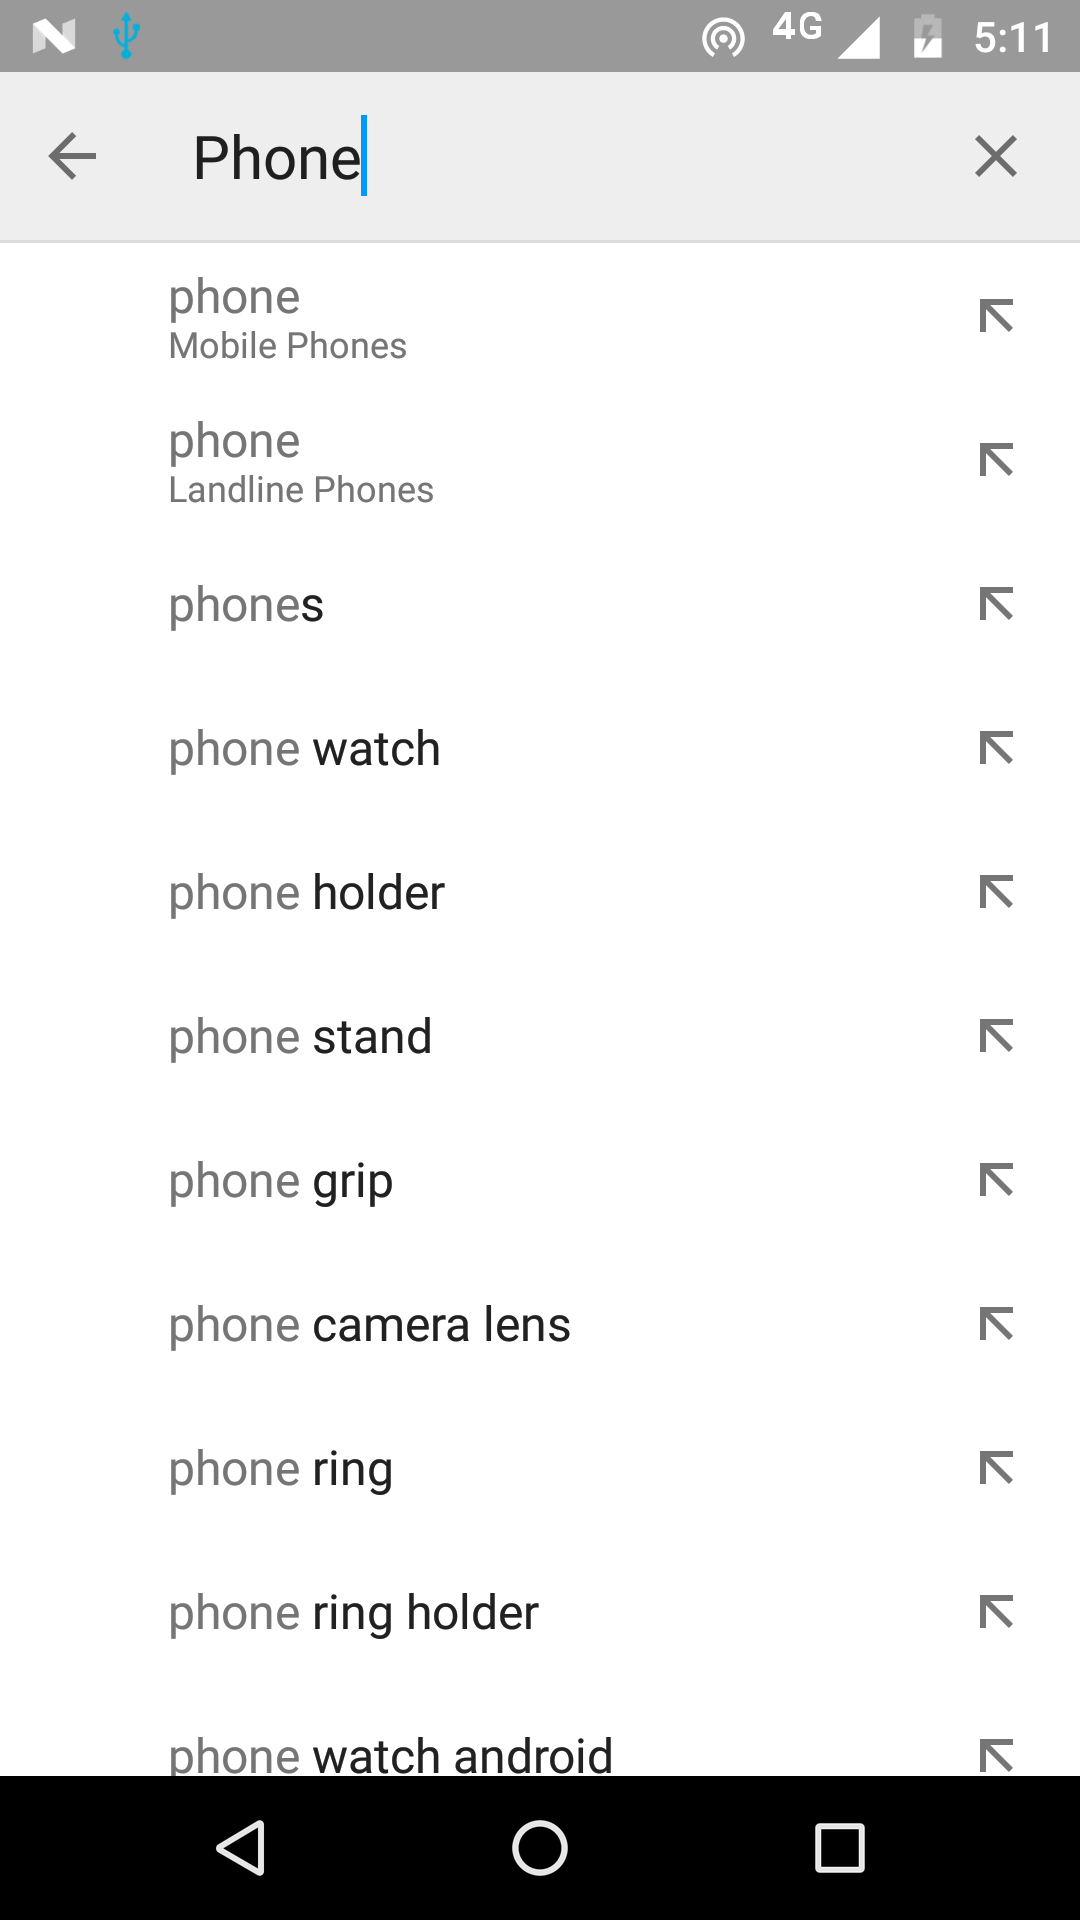 4G 5:11
Phone
phone
Mobile Phones
phone
Landline Phones
phones
phone watch
phone holder
phone stand
phone grip
phone camera lens
phone ring
phone ring holder
phone watch android